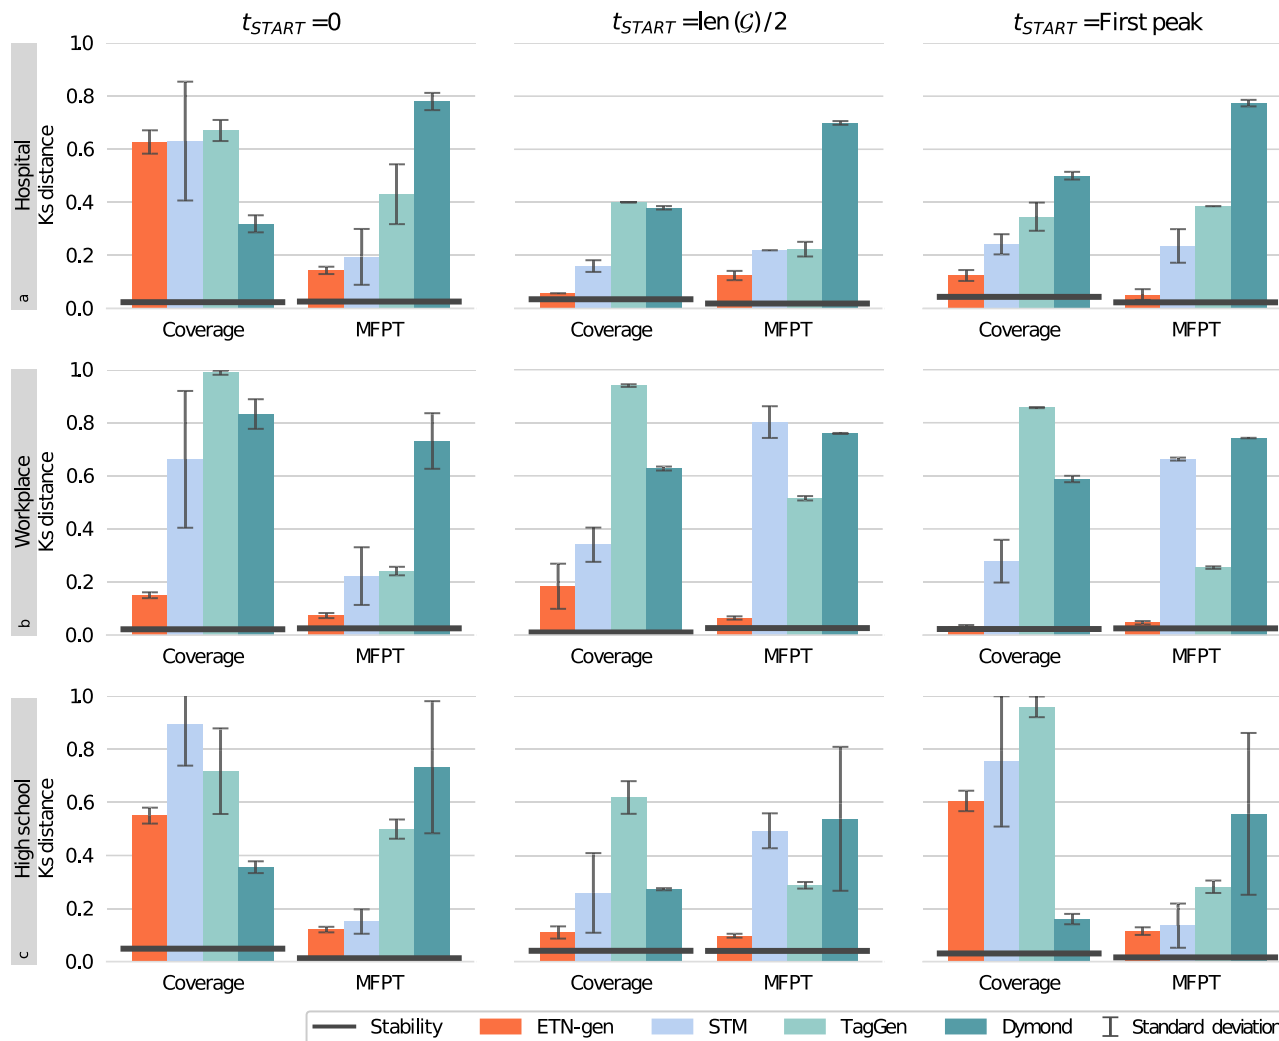 t_START =0
t_START =len(𝒢)/2
t_START =First peak
a
Hospital
Ks distance
1.0
0.8
0.6
0.4
0.2
0.0
Coverage
MFPT
Coverage
MFPT
Coverage
MFPT
b
Workplace
Ks distance
1.0
0.8
0.6
0.4
0.2
0.0
Coverage
MFPT
Coverage
MFPT
Coverage
MFPT
c
High school
Ks distance
1.0
0.8
0.6
0.4
0.2
0.0
Coverage
MFPT
Coverage
MFPT
Coverage
MFPT
Stability
ETN-gen
STM
TagGen
Dymond
Standard deviation